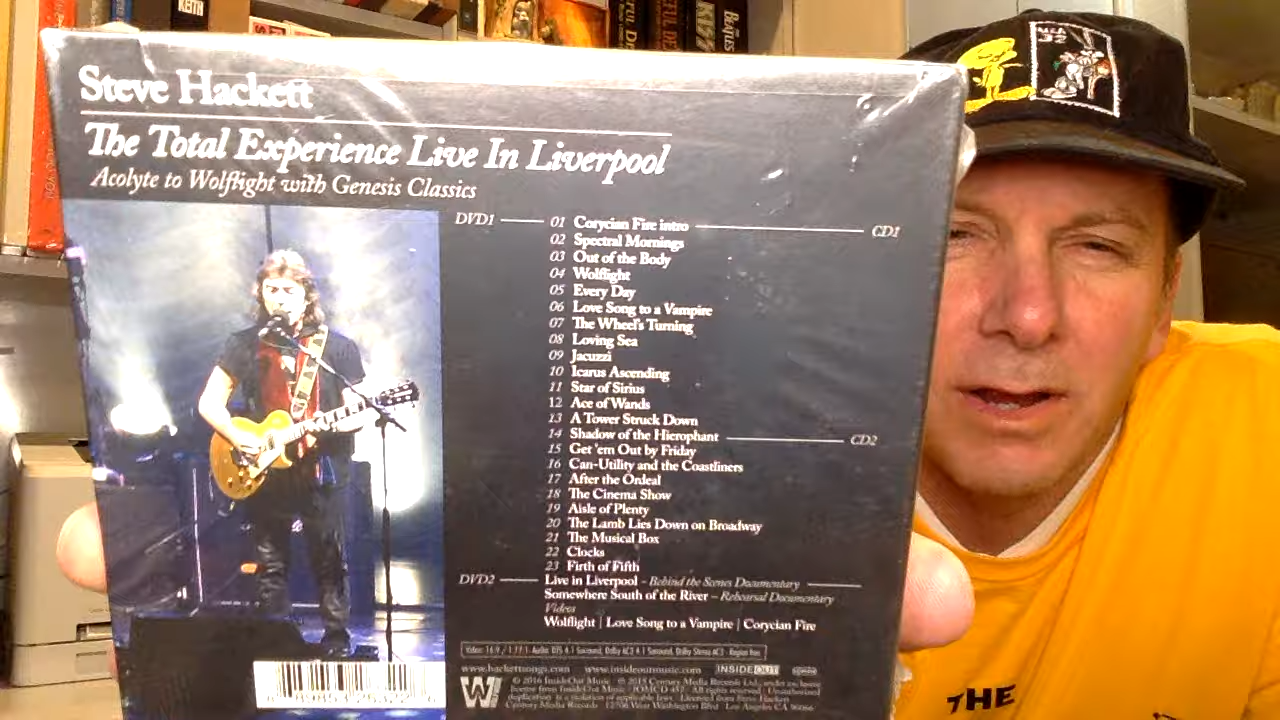 KEITH
KISS
BEATLES
Steve Hackett
The Total Experience Live In Liverpool
Acolyte to Wolflight with Genesis Classics
DVD1 01 Corycian Fire intro CD1
02 Spectral Mornings
03 Out of the Body
04 Wolflight
05 Every Day
06 Love Song to a Vampire
07 The Wheel's Turning
08 Loving Sea
09 Jacuzzi
10 Icarus Ascending
11 Star of Sirius
12 Ace of Wands
13 A Tower Struck Down
14 Shadow of the Hierophant CD2
15 Get 'em Out by Friday
16 Can-Utility and the Coastliners
17 After the Ordeal
18 The Cinema Show
19 Aisle of Plenty
20 The Lamb Lies Down on Broadway
21 The Musical Box
22 Clocks
23 Firth of Fifth
DVD2 Live in Liverpool - Behind the Scenes Documentary
Somewhere South of the River - Rehearsal Documentary
Videos
Wolflight | Love Song to a Vampire | Corycian Fire
www.hackettsongs.com www.insideoutmusic.com INSIDEOUT
THE
32